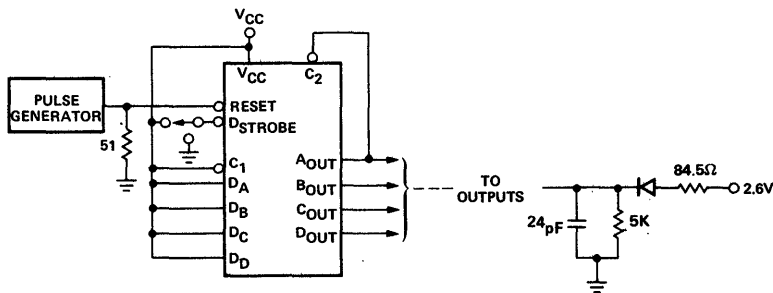 VCC
VCC
C2
PULSE
GENERATOR
RESET
DSTROBE
51
C1
AOUT
DA
BOUT
DB
COUT
DC
DOUT
DD
TO
OUTPUTS
84.5Ω
2.6V
24pF
5K